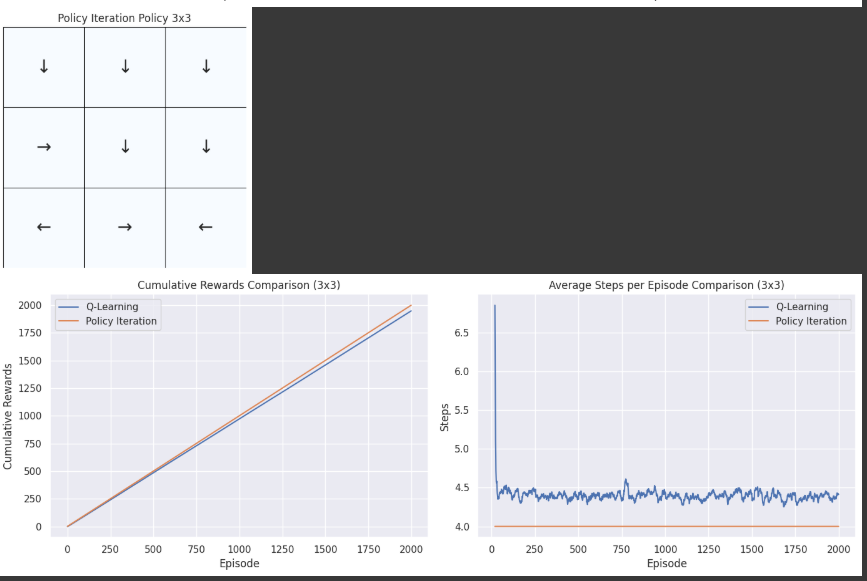 Policy Iteration Policy 3x3
↓ ↓ ↓
→ ↓ ↓
← → ←
Cumulative Rewards Comparison (3x3)
Q-Learning
Policy Iteration
2000
1750
1500
1250
1000
750
500
250
0
Cumulative Rewards
0 250 500 750 1000 1250 1500 1750 2000
Episode
Average Steps per Episode Comparison (3x3)
Q-Learning
Policy Iteration
6.5
6.0
5.5
5.0
4.5
4.0
Steps
0 250 500 750 1000 1250 1500 1750 2000
Episode